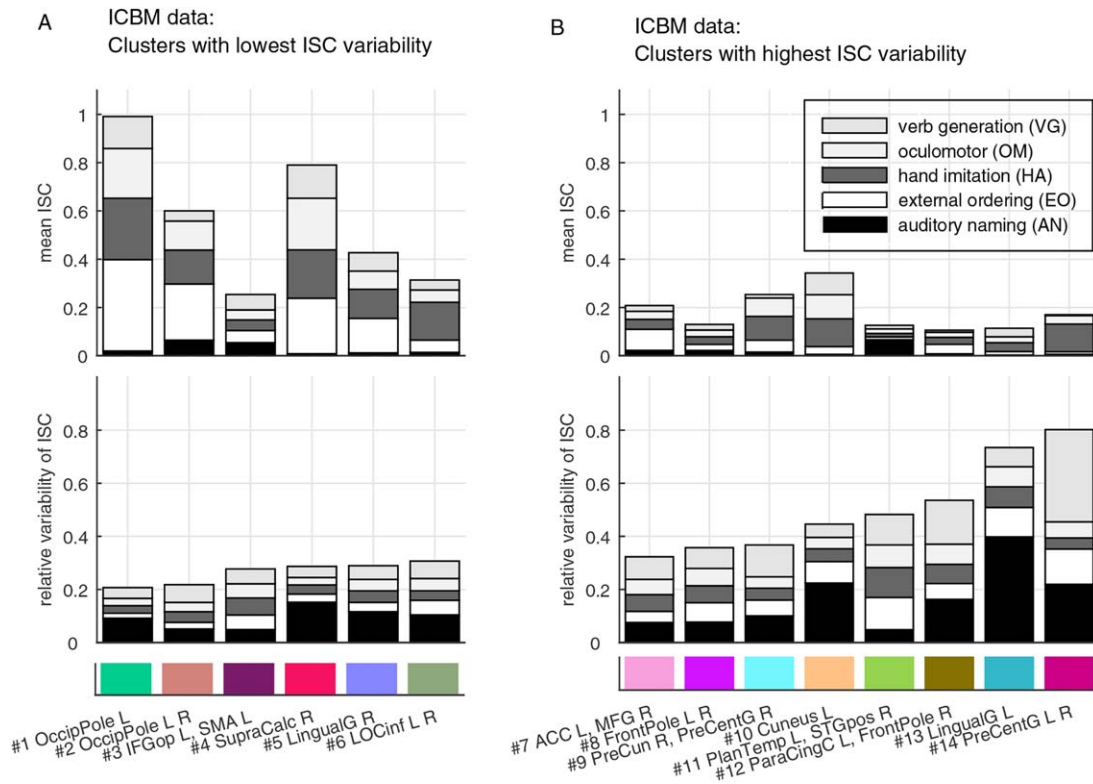 A
ICBM data:
Clusters with lowest ISC variability
mean ISC
1
0.8
0.6
0.4
0.2
0
relative variability of ISC
0.8
0.6
0.4
0.2
0
#1 OccipPole L
#2 OccipPole L R
#3 IFGop L, SMA L
#4 SupraCalc R
#5 LingualG R
#6 LOCinf L R
B
ICBM data:
Clusters with highest ISC variability
verb generation (VG)
oculomotor (OM)
hand imitation (HA)
external ordering (EO)
auditory naming (AN)
mean ISC
1
0.8
0.6
0.4
0.2
0
relative variability of ISC
0.8
0.6
0.4
0.2
0
#7 ACC L, MFG R
#8 FrontPole L R
#9 PreCun R, PreCentG R
#10 Cuneus L
#11 PlanTemp L, STGpos R
#12 ParaCingC L, FrontPole R
#13 LingualG L
#14 PreCentG L R